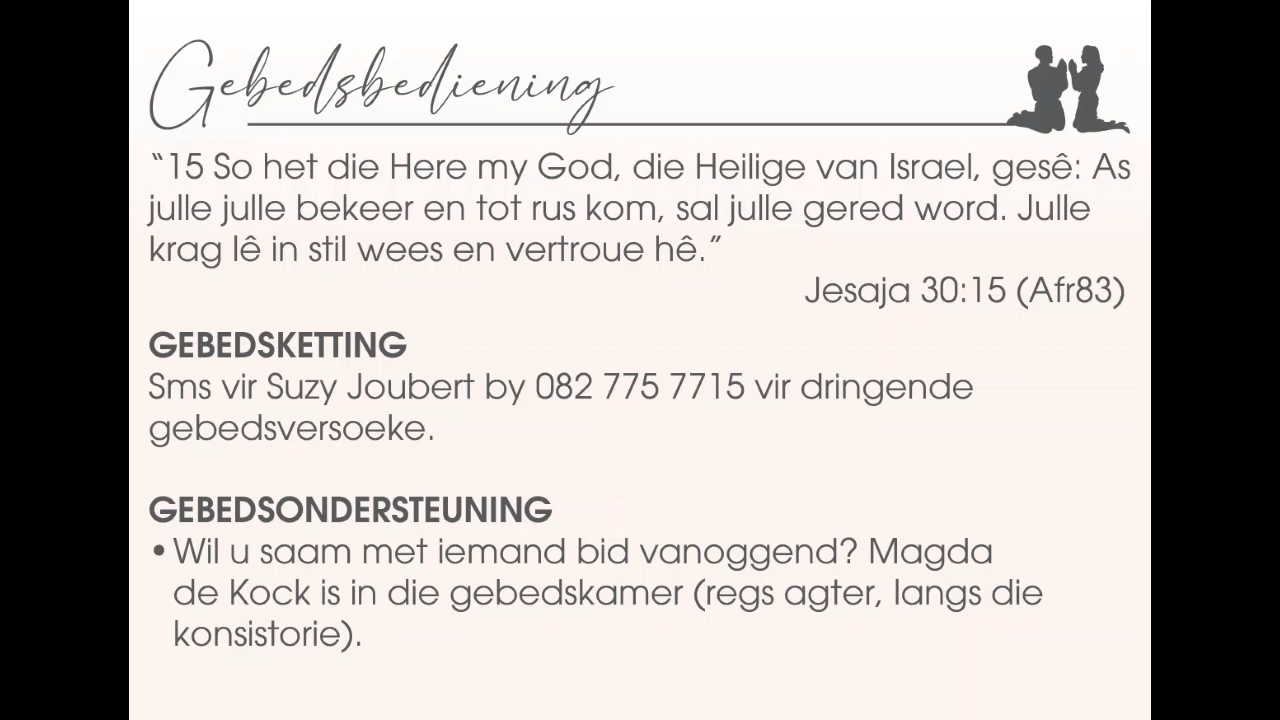 Gebedsbediening
“15 So het die Here my God, die Heilige van Israel, gesê: As
julle julle bekeer en tot rus kom, sal julle gered word. Julle
krag lê in stil wees en vertroue hê.”
Jesaja 30:15 (Afr83)
GEBEDSKETTING
Sms vir Suzy Joubert by 082 775 7715 vir dringende
gebedsversoeke.
GEBEDSONDERSTEUNING
• Wil u saam met iemand bid vanoggend? Magda
de Kock is in die gebedskamer (regs agter, langs die
konsistorie).